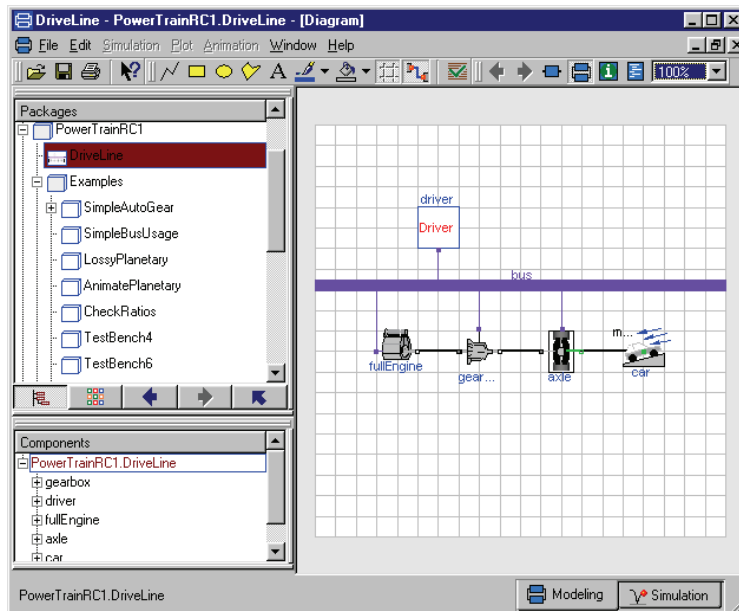 DriveLine - PowerTrainRC1.DriveLine - [Diagram]
File Edit Simulation Plot Animation Window Help
A 100%
Packages
PowerTrainRC1
DriveLine
Examples
SimpleAutoGear
SimpleBusUsage
LossyPlanetary
AnimatePlanetary
CheckRatios
TestBench4
TestBench6
Components
PowerTrainRC1.DriveLine
gearbox
driver
fullEngine
axle
car
driver
Driver
bus
m...
fullEngine
gear...
axle
car
PowerTrainRC1.DriveLine
Modeling
Simulation